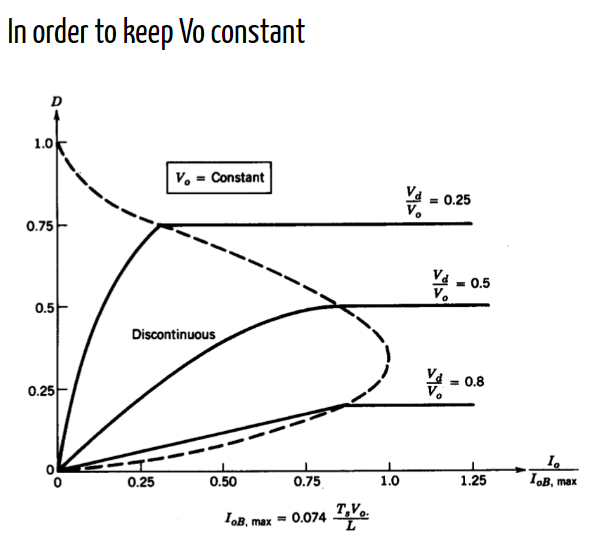 In order to keep Vo constant
D
1.0
Vo = Constant
Vd/Vo = 0.25
0.75
Vd/Vo = 0.5
0.5
Discontinuous
Vd/Vo = 0.8
0.25
0
0 0.25 0.50 0.75 1.0 1.25
Io/IoB, max
IoB, max = 0.074 TsVo/L